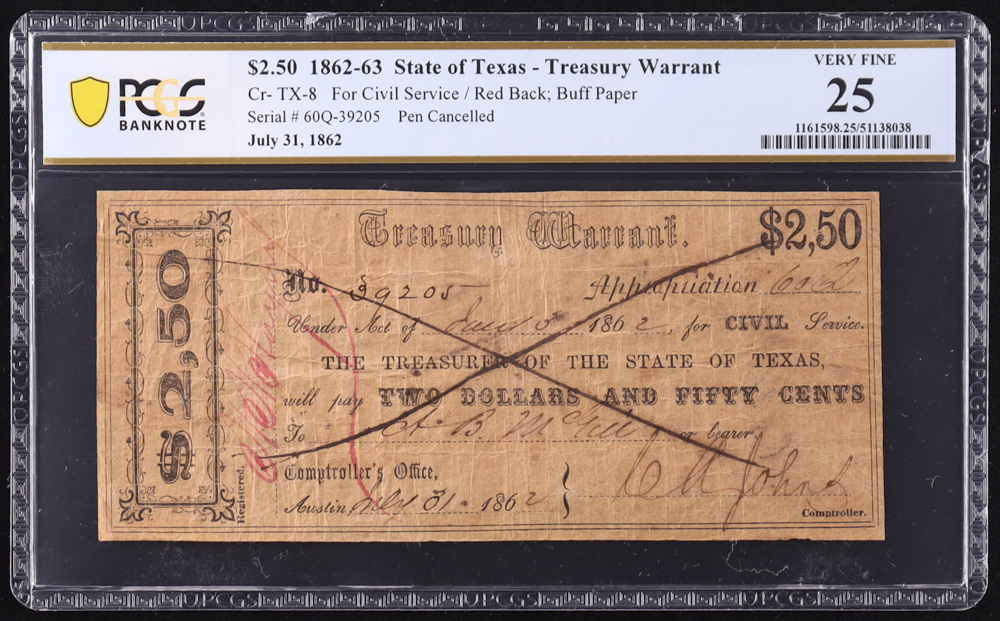 PCGS BANKNOTE
$2.50 1862-63 State of Texas - Treasury Warrant
Cr- TX-8 For Civil Service / Red Back; Buff Paper
Serial # 60Q-39205 Pen Cancelled
July 31, 1862
VERY FINE
25
1161598.25/51138038
$2,50
Registered.
Treasury Warrant. $2,50
No. 39205 Appropriation
Under Act of 1862, for CIVIL Service.
THE TREASURER OF THE STATE OF TEXAS,
will pay TWO DOLLARS AND FIFTY CENTS
To B. McGill or bearer
Comptroller's Office,
Austin, July 31 1862
Johns
Comptroller.